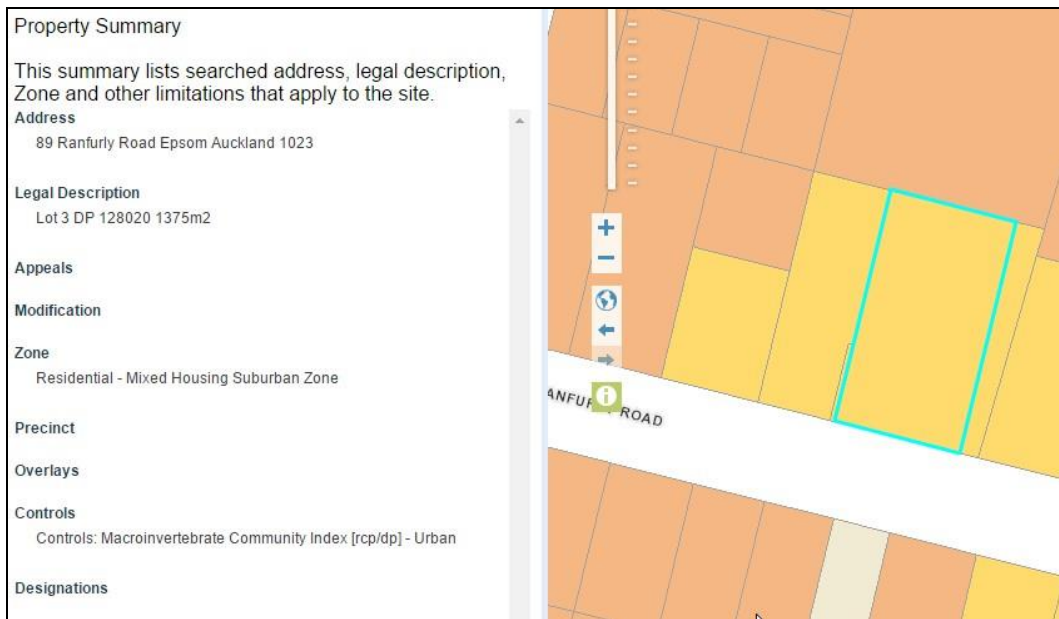 Property Summary
This summary lists searched address, legal description,
Zone and other limitations that apply to the site.
Address
89 Ranfurly Road Epsom Auckland 1023
Legal Description
Lot 3 DP 128020 1375m2
Appeals
Modification
Zone
Residential - Mixed Housing Suburban Zone
Precinct
Overlays
Controls
Controls: Macroinvertebrate Community Index [rcp/dp] - Urban
Designations
ROAD